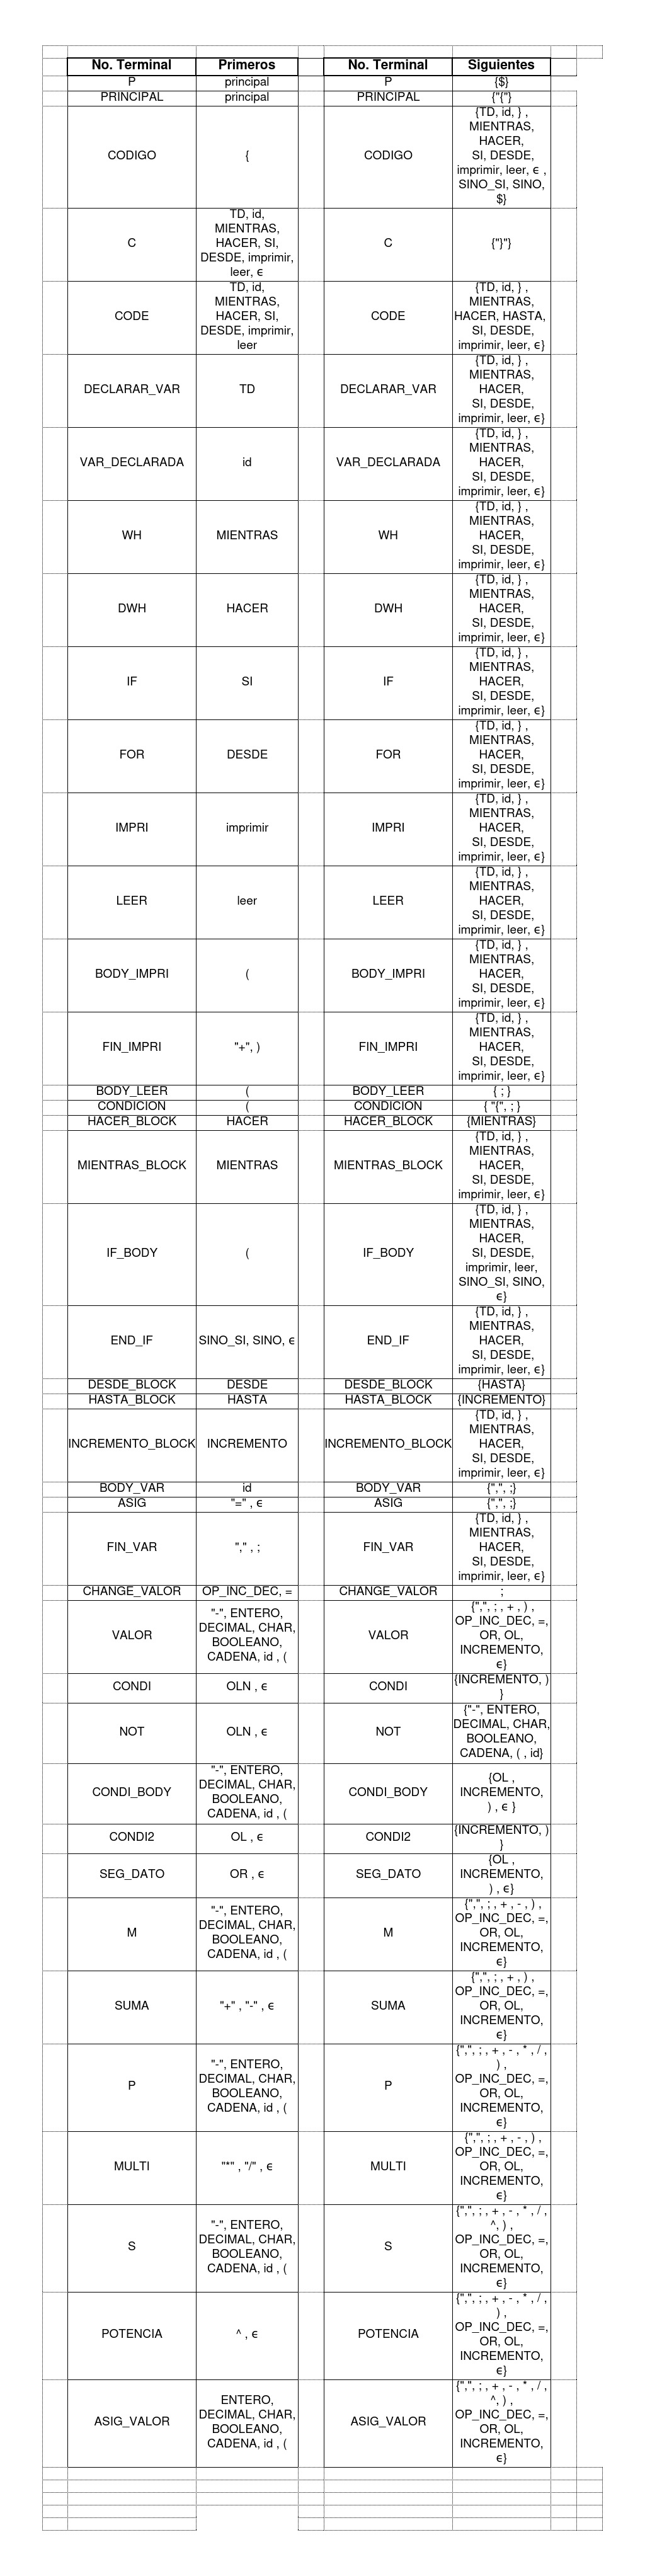 No. Terminal Primeros No. Terminal Siguientes
P principal P {$}
PRINCIPAL principal PRINCIPAL {"{"}
CODIGO { CODIGO {TD, id, } ,
MIENTRAS,
HACER,
SI, DESDE,
imprimir, leer, ϵ ,
SINO_SI, SINO,
$}
C TD, id,
MIENTRAS,
HACER, SI,
DESDE, imprimir,
leer, ϵ
C {"}"}
CODE TD, id,
MIENTRAS,
HACER, SI,
DESDE, imprimir,
leer
CODE {TD, id, } ,
MIENTRAS,
HACER, HASTA,
SI, DESDE,
imprimir, leer, ϵ}
DECLARAR_VAR TD DECLARAR_VAR {TD, id, } ,
MIENTRAS,
HACER,
SI, DESDE,
imprimir, leer, ϵ}
VAR_DECLARADA id VAR_DECLARADA {TD, id, } ,
MIENTRAS,
HACER,
SI, DESDE,
imprimir, leer, ϵ}
WH MIENTRAS WH {TD, id, } ,
MIENTRAS,
HACER,
SI, DESDE,
imprimir, leer, ϵ}
DWH HACER DWH {TD, id, } ,
MIENTRAS,
HACER,
SI, DESDE,
imprimir, leer, ϵ}
IF SI IF {TD, id, } ,
MIENTRAS,
HACER,
SI, DESDE,
imprimir, leer, ϵ}
FOR DESDE FOR {TD, id, } ,
MIENTRAS,
HACER,
SI, DESDE,
imprimir, leer, ϵ}
IMPRI imprimir IMPRI {TD, id, } ,
MIENTRAS,
HACER,
SI, DESDE,
imprimir, leer, ϵ}
LEER leer LEER {TD, id, } ,
MIENTRAS,
HACER,
SI, DESDE,
imprimir, leer, ϵ}
BODY_IMPRI ( BODY_IMPRI {TD, id, } ,
MIENTRAS,
HACER,
SI, DESDE,
imprimir, leer, ϵ}
FIN_IMPRI "+", ) FIN_IMPRI {TD, id, } ,
MIENTRAS,
HACER,
SI, DESDE,
imprimir, leer, ϵ}
BODY_LEER ( BODY_LEER { ; }
CONDICION ( CONDICION { "{", ; }
HACER_BLOCK HACER HACER_BLOCK {MIENTRAS}
MIENTRAS_BLOCK MIENTRAS MIENTRAS_BLOCK {TD, id, } ,
MIENTRAS,
HACER,
SI, DESDE,
imprimir, leer, ϵ}
IF_BODY ( IF_BODY {TD, id, } ,
MIENTRAS,
HACER,
SI, DESDE,
imprimir, leer,
SINO_SI, SINO,
ϵ}
END_IF SINO_SI, SINO, ϵ END_IF {TD, id, } ,
MIENTRAS,
HACER,
SI, DESDE,
imprimir, leer, ϵ}
DESDE_BLOCK DESDE DESDE_BLOCK {HASTA}
HASTA_BLOCK HASTA HASTA_BLOCK {INCREMENTO}
INCREMENTO_BLOCK INCREMENTO INCREMENTO_BLOCK {TD, id, } ,
MIENTRAS,
HACER,
SI, DESDE,
imprimir, leer, ϵ}
BODY_VAR id BODY_VAR {",", ;}
ASIG "=" , ϵ ASIG {",", ;}
FIN_VAR "," , ; FIN_VAR {TD, id, } ,
MIENTRAS,
HACER,
SI, DESDE,
imprimir, leer, ϵ}
CHANGE_VALOR OP_INC_DEC, = CHANGE_VALOR ;
VALOR "-", ENTERO,
DECIMAL, CHAR,
BOOLEANO,
CADENA, id , (
VALOR {",", ; , + , ) ,
OP_INC_DEC, =,
OR, OL,
INCREMENTO,
ϵ}
CONDI OLN , ϵ CONDI {INCREMENTO, )
}
NOT OLN , ϵ NOT {"-", ENTERO,
DECIMAL, CHAR,
BOOLEANO,
CADENA, ( , id}
CONDI_BODY "-", ENTERO,
DECIMAL, CHAR,
BOOLEANO,
CADENA, id , (
CONDI_BODY {OL ,
INCREMENTO,
) , ϵ }
CONDI2 OL , ϵ CONDI2 {INCREMENTO, )
}
SEG_DATO OR , ϵ SEG_DATO {OL ,
INCREMENTO,
) , ϵ}
M "-", ENTERO,
DECIMAL, CHAR,
BOOLEANO,
CADENA, id , (
M {",", ; , + , - , ) ,
OP_INC_DEC, =,
OR, OL,
INCREMENTO,
ϵ}
SUMA "+" , "-" , ϵ SUMA {",", ; , + , ) ,
OP_INC_DEC, =,
OR, OL,
INCREMENTO,
ϵ}
P "-", ENTERO,
DECIMAL, CHAR,
BOOLEANO,
CADENA, id , (
P {",", ; , + , - , * , / ,
) ,
OP_INC_DEC, =,
OR, OL,
INCREMENTO,
ϵ}
MULTI "*" , "/" , ϵ MULTI {",", ; , + , - , ) ,
OP_INC_DEC, =,
OR, OL,
INCREMENTO,
ϵ}
S "-", ENTERO,
DECIMAL, CHAR,
BOOLEANO,
CADENA, id , (
S {",", ; , + , - , * , / ,
^, ) ,
OP_INC_DEC, =,
OR, OL,
INCREMENTO,
ϵ}
POTENCIA ^ , ϵ POTENCIA {",", ; , + , - , * , / ,
) ,
OP_INC_DEC, =,
OR, OL,
INCREMENTO,
ϵ}
ASIG_VALOR ENTERO,
DECIMAL, CHAR,
BOOLEANO,
CADENA, id , (
ASIG_VALOR {",", ; , + , - , * , / ,
^, ) ,
OP_INC_DEC, =,
OR, OL,
INCREMENTO,
ϵ}